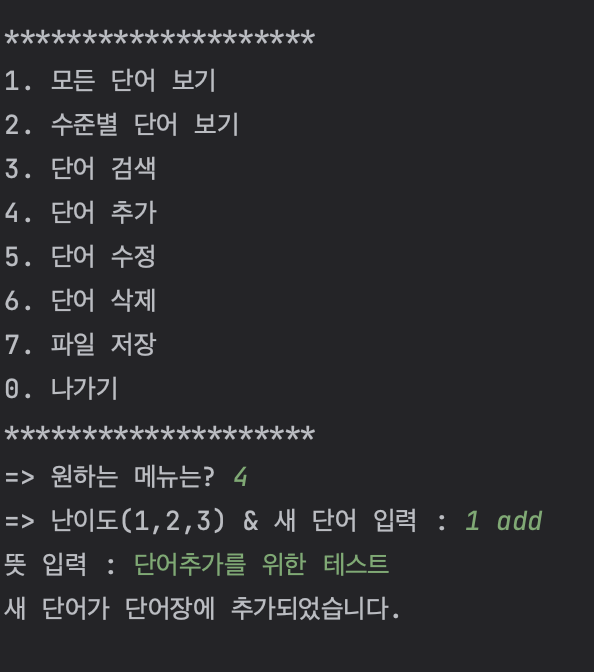 ********************
1. 모든 단어 보기
2. 수준별 단어 보기
3. 단어 검색
4. 단어 추가
5. 단어 수정
6. 단어 삭제
7. 파일 저장
0. 나가기
********************
=> 원하는 메뉴는? 4
=> 난이도(1,2,3) & 새 단어 입력 : 1 add
뜻 입력 : 단어추가를 위한 테스트
새 단어가 단어장에 추가되었습니다.